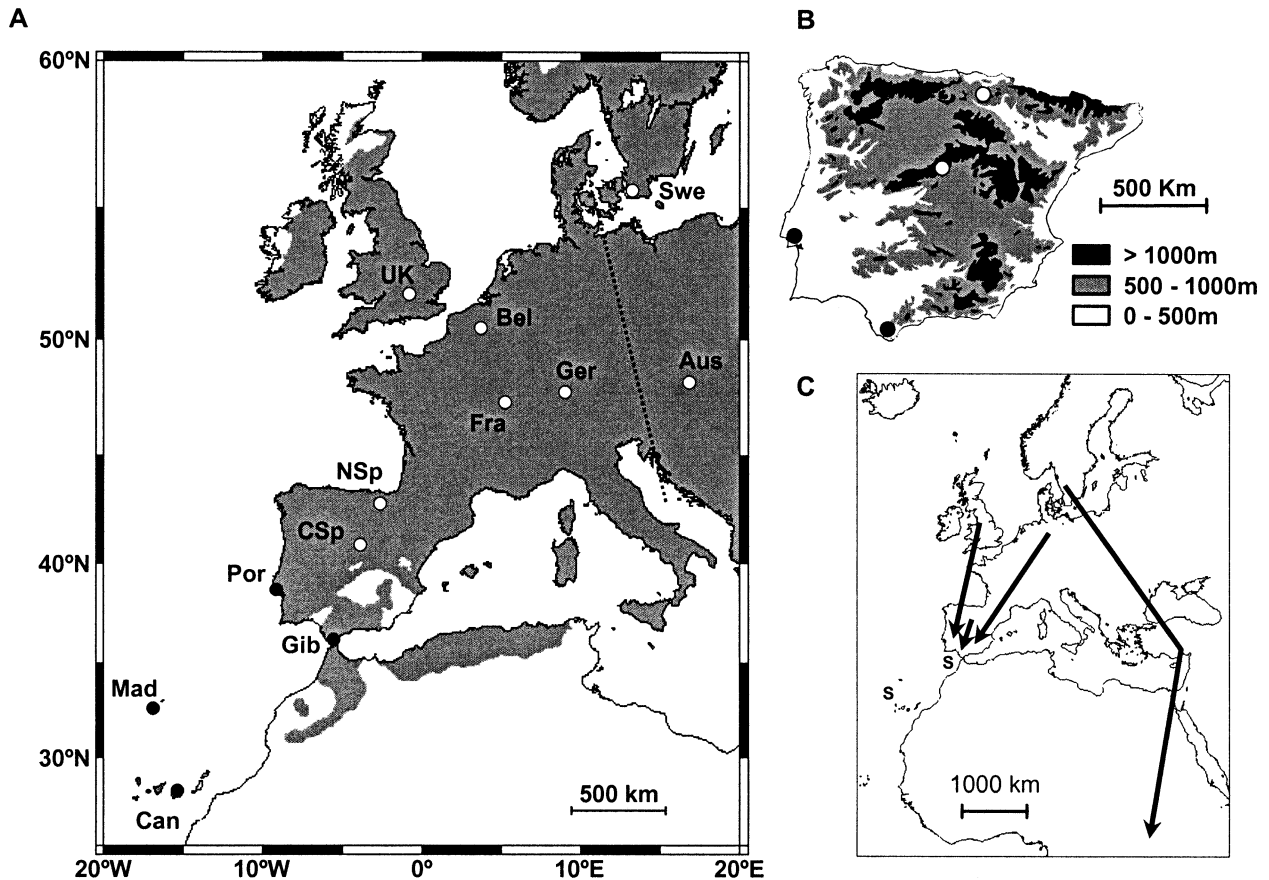 A
60ºN
50ºN
40ºN
30ºN
20ºW
10ºW
0º
10ºE
20ºE
Swe
UK
Bel
Ger
Aus
Fra
NSp
CSp
Por
Gib
Mad
Can
500 km
B
500 Km
> 1000m
500 - 1000m
0 - 500m
C
S
S
1000 km